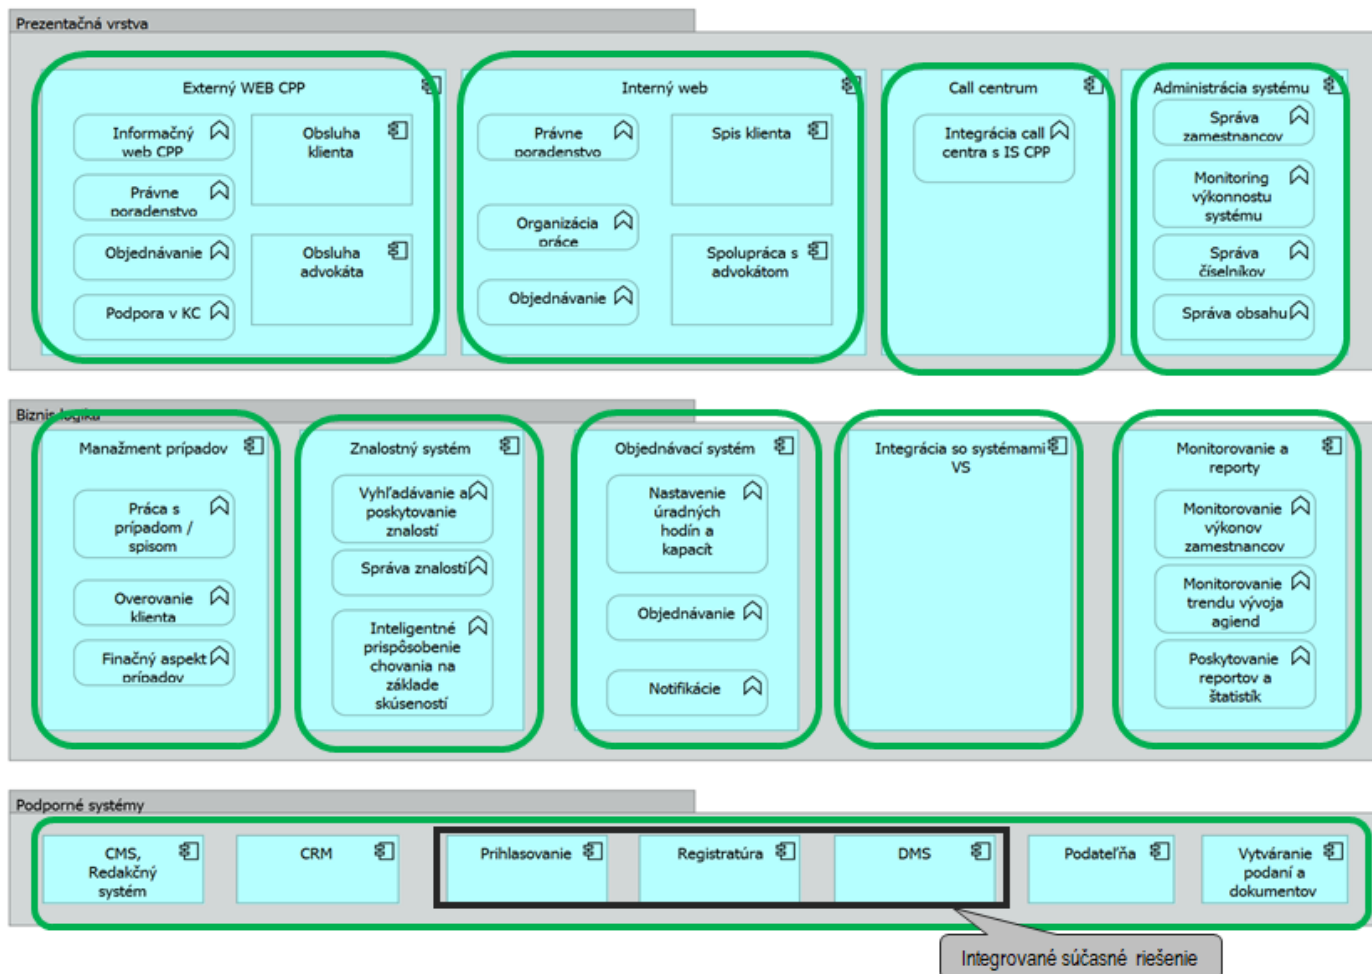 Prezentačná vrstva
Externý WEB CPP
Informačný
web CPP
Právne
poradenstvo
Objednávanie
Podpora v KC
Obsluha
klienta
Obsluha
advokáta
Interný web
Právne
poradenstvo
Organizácia
práce
Objednávanie
Spis klienta
Spolupráca s
advokátom
Call centrum
Integrácia call
centra s IS CPP
Administrácia systému
Správa
zamestnancov
Monitoring
výkonnostu
systému
Správa
číselníkov
Správa obsahu
Biznis logika
Manažment prípadov
Práca s
prípadom /
spisom
Overovanie
klienta
Finačný aspekt
prípadov
Znalostný systém
Vyhľadávanie a
poskytovanie
znalostí
Správa znalostí
Inteligentné
prispôsobenie
chovania na
základe
skúseností
Objednávací systém
Nastavenie
úradných
hodín a
kapacít
Objednávanie
Notifikácie
Integrácia so systémami
VS
Monitorovanie a
reporty
Monitorovanie
výkonov
zamestnancov
Monitorovanie
trendu vývoja
agiend
Poskytovanie
reportov a
štatistík
Podporné systémy
CMS,
Redakčný
systém
CRM
Prihlasovanie
Registratúra
DMS
Podateľňa
Vytváranie
podaní a
dokumentov
Integrované súčasné riešenie